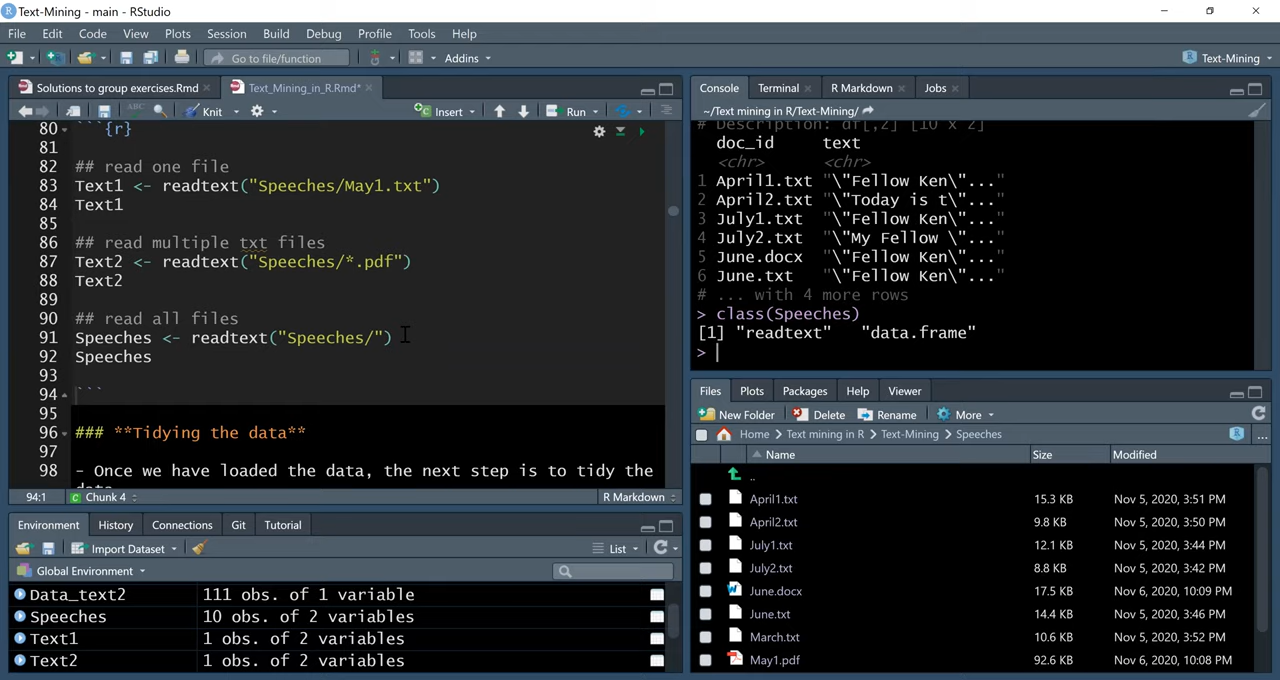 Text-Mining - main - RStudio
File Edit Code View Plots Session Build Debug Profile Tools Help
Go to file/function Addins Text-Mining
Solutions to group exercises.Rmd Text_Mining_in_R.Rmd*
ABC Knit Insert Run
80 ```{r}
81
82 ## read one file
83 Text1 <- readtext("Speeches/May1.txt")
84 Text1
85
86 ## read multiple txt files
87 Text2 <- readtext("Speeches/*.pdf")
88 Text2
89
90 ## read all files
91 Speeches <- readtext("Speeches/")
92 Speeches
93
94 ```
95
96 ### **Tidying the data**
97
98 - Once we have loaded the data, the next step is to tidy the
data
94:1 Chunk 4 R Markdown
Environment History Connections Git Tutorial
Import Dataset List
Global Environment
Data_text2 111 obs. of 1 variable
Speeches 10 obs. of 2 variables
Text1 1 obs. of 2 variables
Text2 1 obs. of 2 variables
Console Terminal R Markdown Jobs
~/Text mining in R/Text-Mining/
# Description: df[,2] [10 x 2]
doc_id text
<chr> <chr>
1 April1.txt "\"Fellow Ken\"..."
2 April2.txt "\"Today is t\"..."
3 July1.txt "\"Fellow Ken\"..."
4 July2.txt "\"My Fellow \"..."
5 June.docx "\"Fellow Ken\"..."
6 June.txt "\"Fellow Ken\"..."
# ... with 4 more rows
> class(Speeches)
[1] "readtext" "data.frame"
>
Files Plots Packages Help Viewer
New Folder Delete Rename More
Home Text mining in R Text-Mining Speeches ...
Name Size Modified
..
April1.txt 15.3 KB Nov 5, 2020, 3:51 PM
April2.txt 9.8 KB Nov 5, 2020, 3:50 PM
July1.txt 12.1 KB Nov 5, 2020, 3:44 PM
July2.txt 8.8 KB Nov 5, 2020, 3:42 PM
June.docx 17.5 KB Nov 6, 2020, 10:09 PM
June.txt 14.4 KB Nov 5, 2020, 3:46 PM
March.txt 10.6 KB Nov 5, 2020, 3:52 PM
May1.pdf 92.6 KB Nov 6, 2020, 10:08 PM